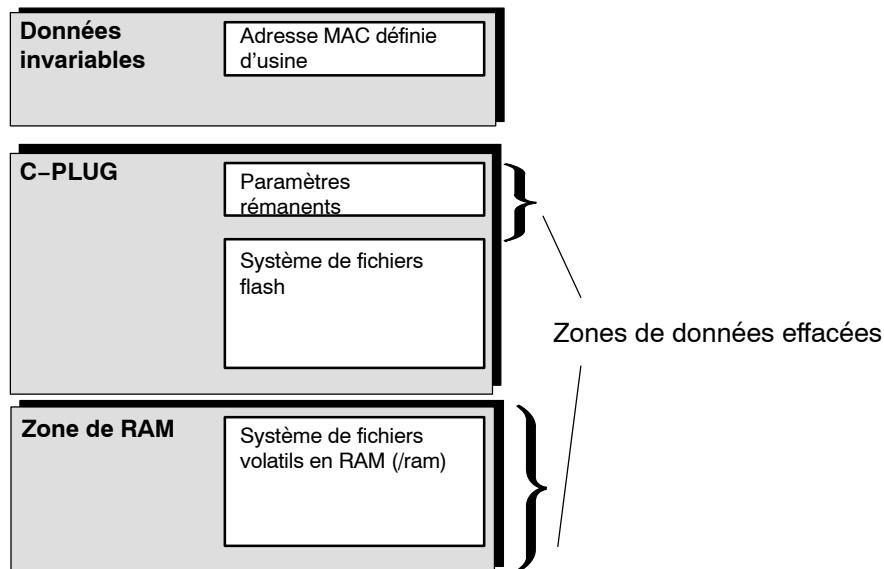 Données
invariables
Adresse MAC définie
d'usine
C–PLUG
Paramètres
rémanents
Système de fichiers
flash
Zones de données effacées
Zone de RAM
Système de fichiers
volatils en RAM (/ram)